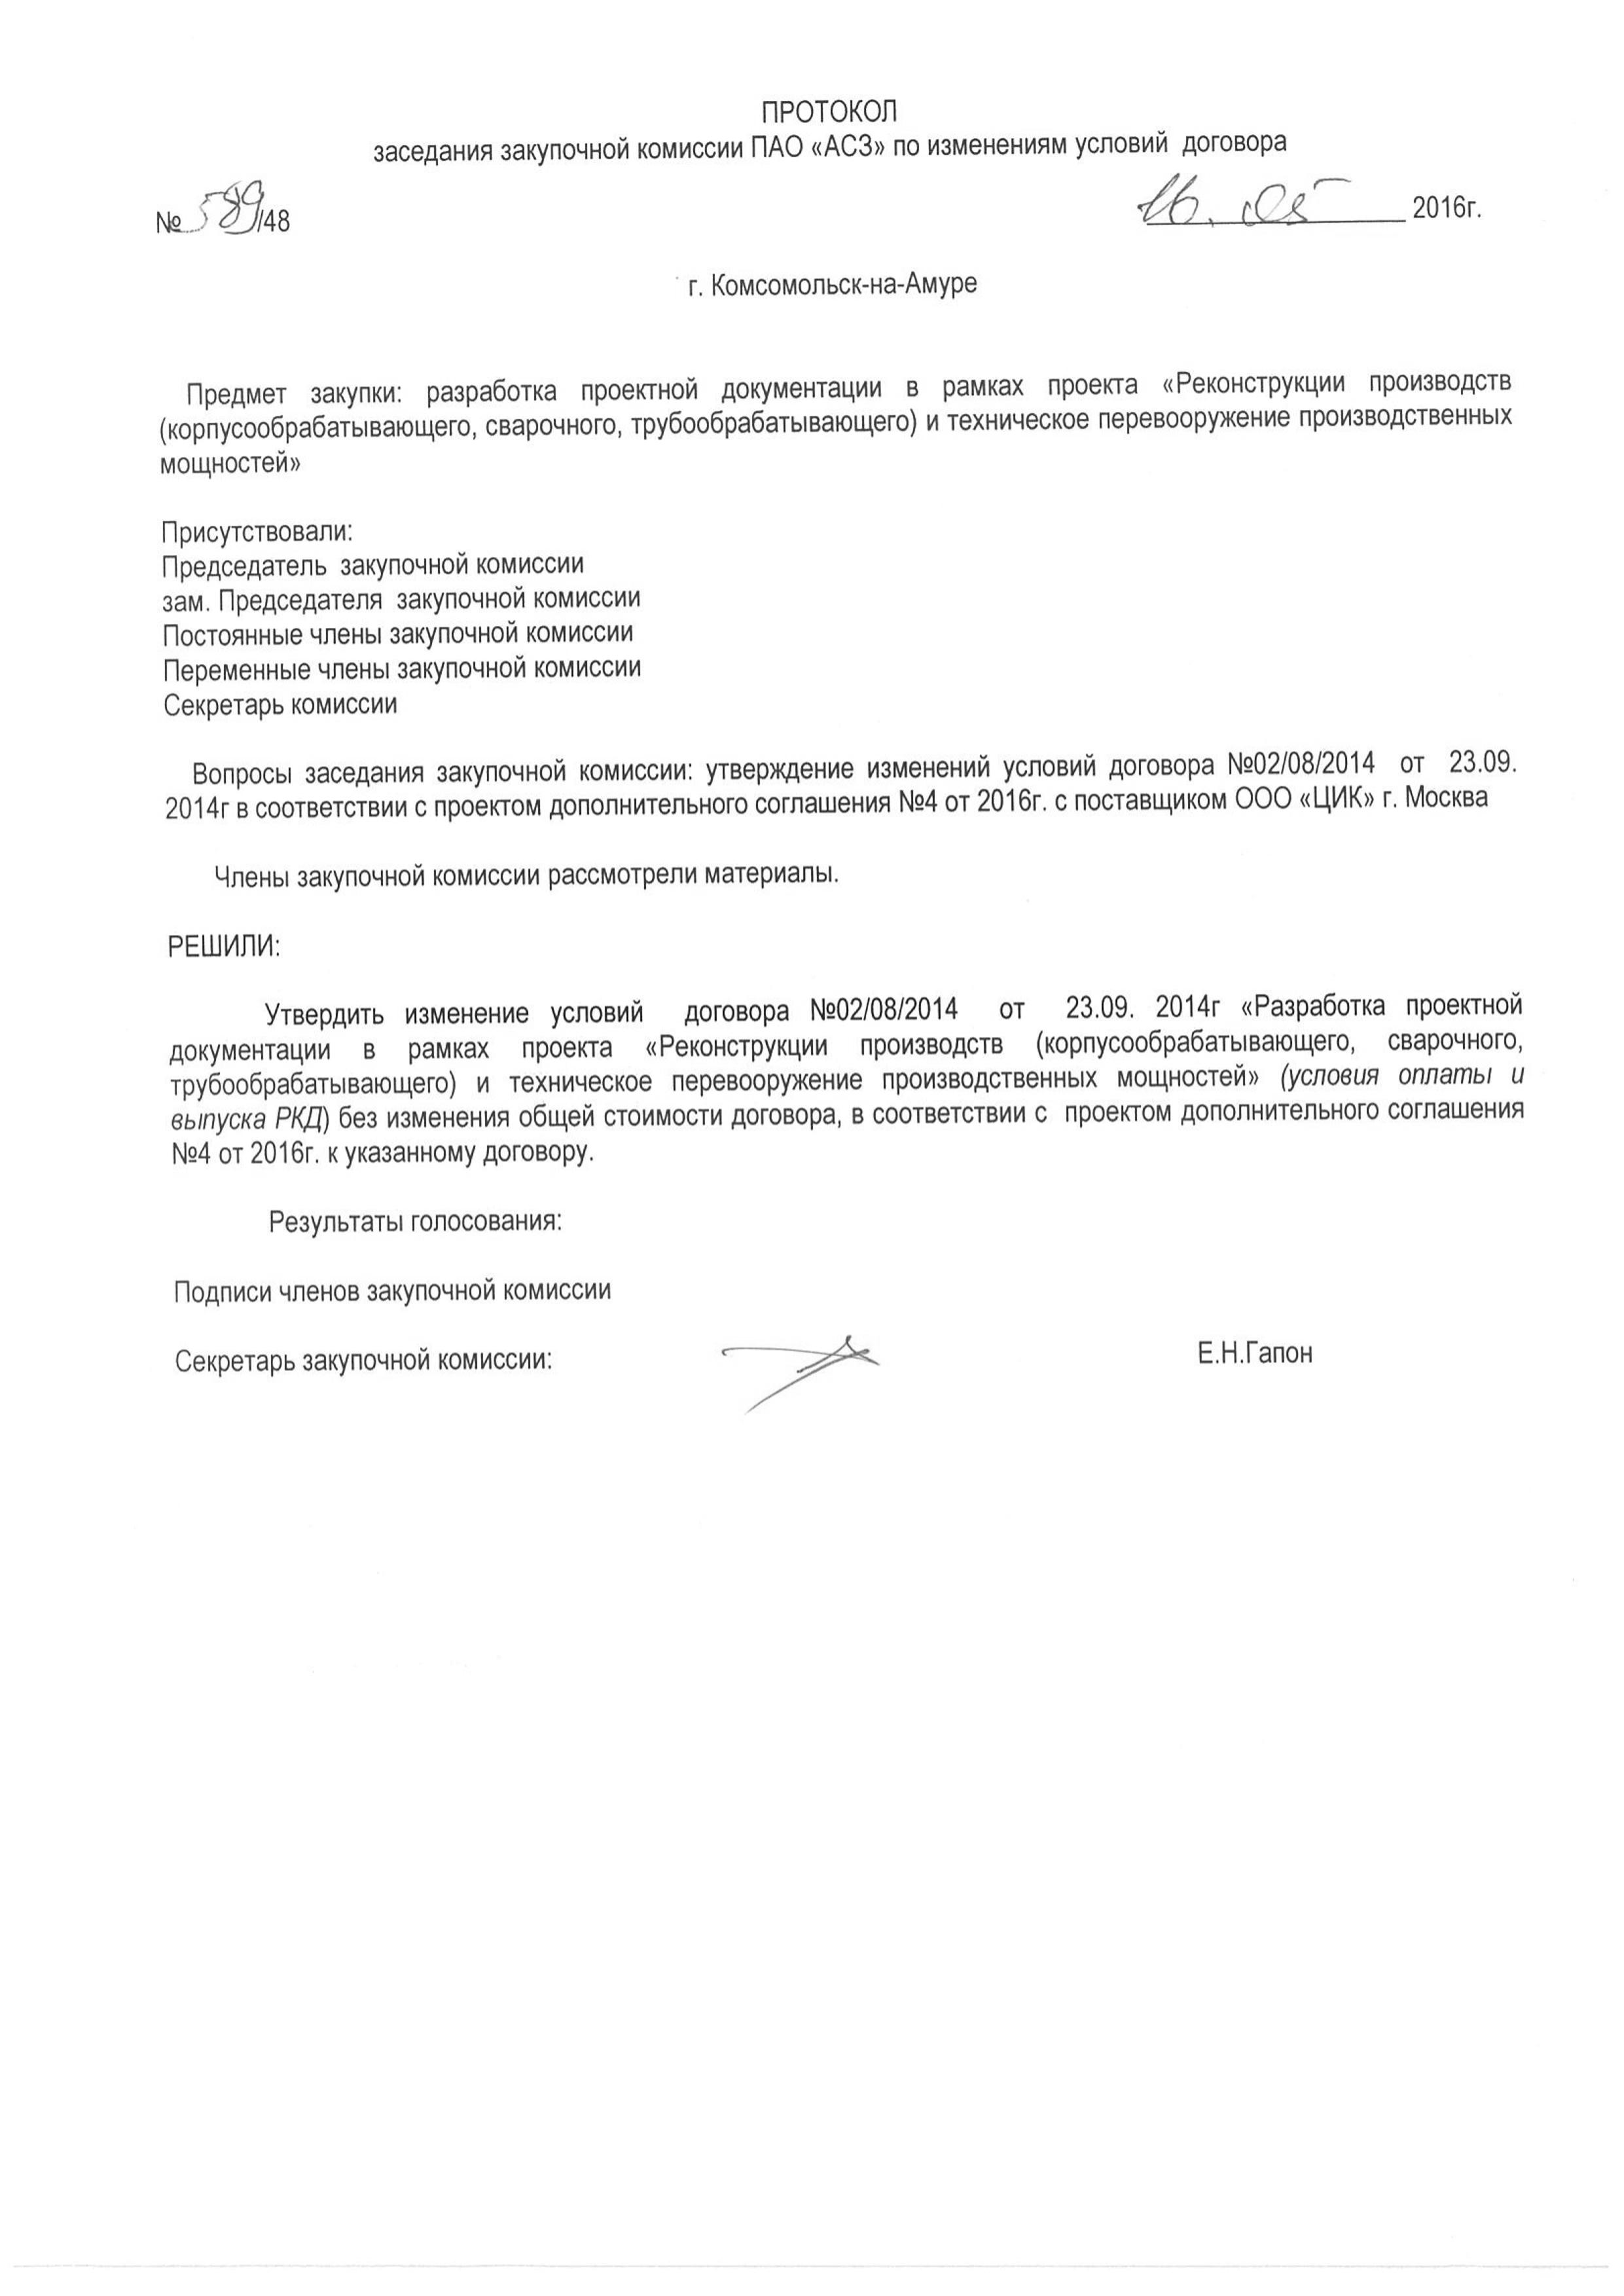 ПРОТОКОЛ
заседания закупочной комиссии ПАО «АСЗ» по изменениям условий договора
№ 589/48 16.05 2016г.
г. Комсомольск-на-Амуре
Предмет закупки: разработка проектной документации в рамках проекта «Реконструкции производств
(корпусообрабатывающего, сварочного, трубообрабатывающего) и техническое перевооружение производственных
мощностей»
Присутствовали:
Председатель закупочной комиссии
зам. Председателя закупочной комиссии
Постоянные члены закупочной комиссии
Переменные члены закупочной комиссии
Секретарь комиссии
Вопросы заседания закупочной комиссии: утверждение изменений условий договора №02/08/2014 от 23.09.
2014г в соответствии с проектом дополнительного соглашения №4 от 2016г. с поставщиком ООО «ЦИК» г. Москва
Члены закупочной комиссии рассмотрели материалы.
РЕШИЛИ:
Утвердить изменение условий договора №02/08/2014 от 23.09. 2014г «Разработка проектной
документации в рамках проекта «Реконструкции производств (корпусообрабатывающего, сварочного,
трубообрабатывающего) и техническое перевооружение производственных мощностей» (условия оплаты и
выпуска РКД) без изменения общей стоимости договора, в соответствии с проектом дополнительного соглашения
№4 от 2016г. к указанному договору.
Результаты голосования:
Подписи членов закупочной комиссии
Секретарь закупочной комиссии: Е.Н.Гапон